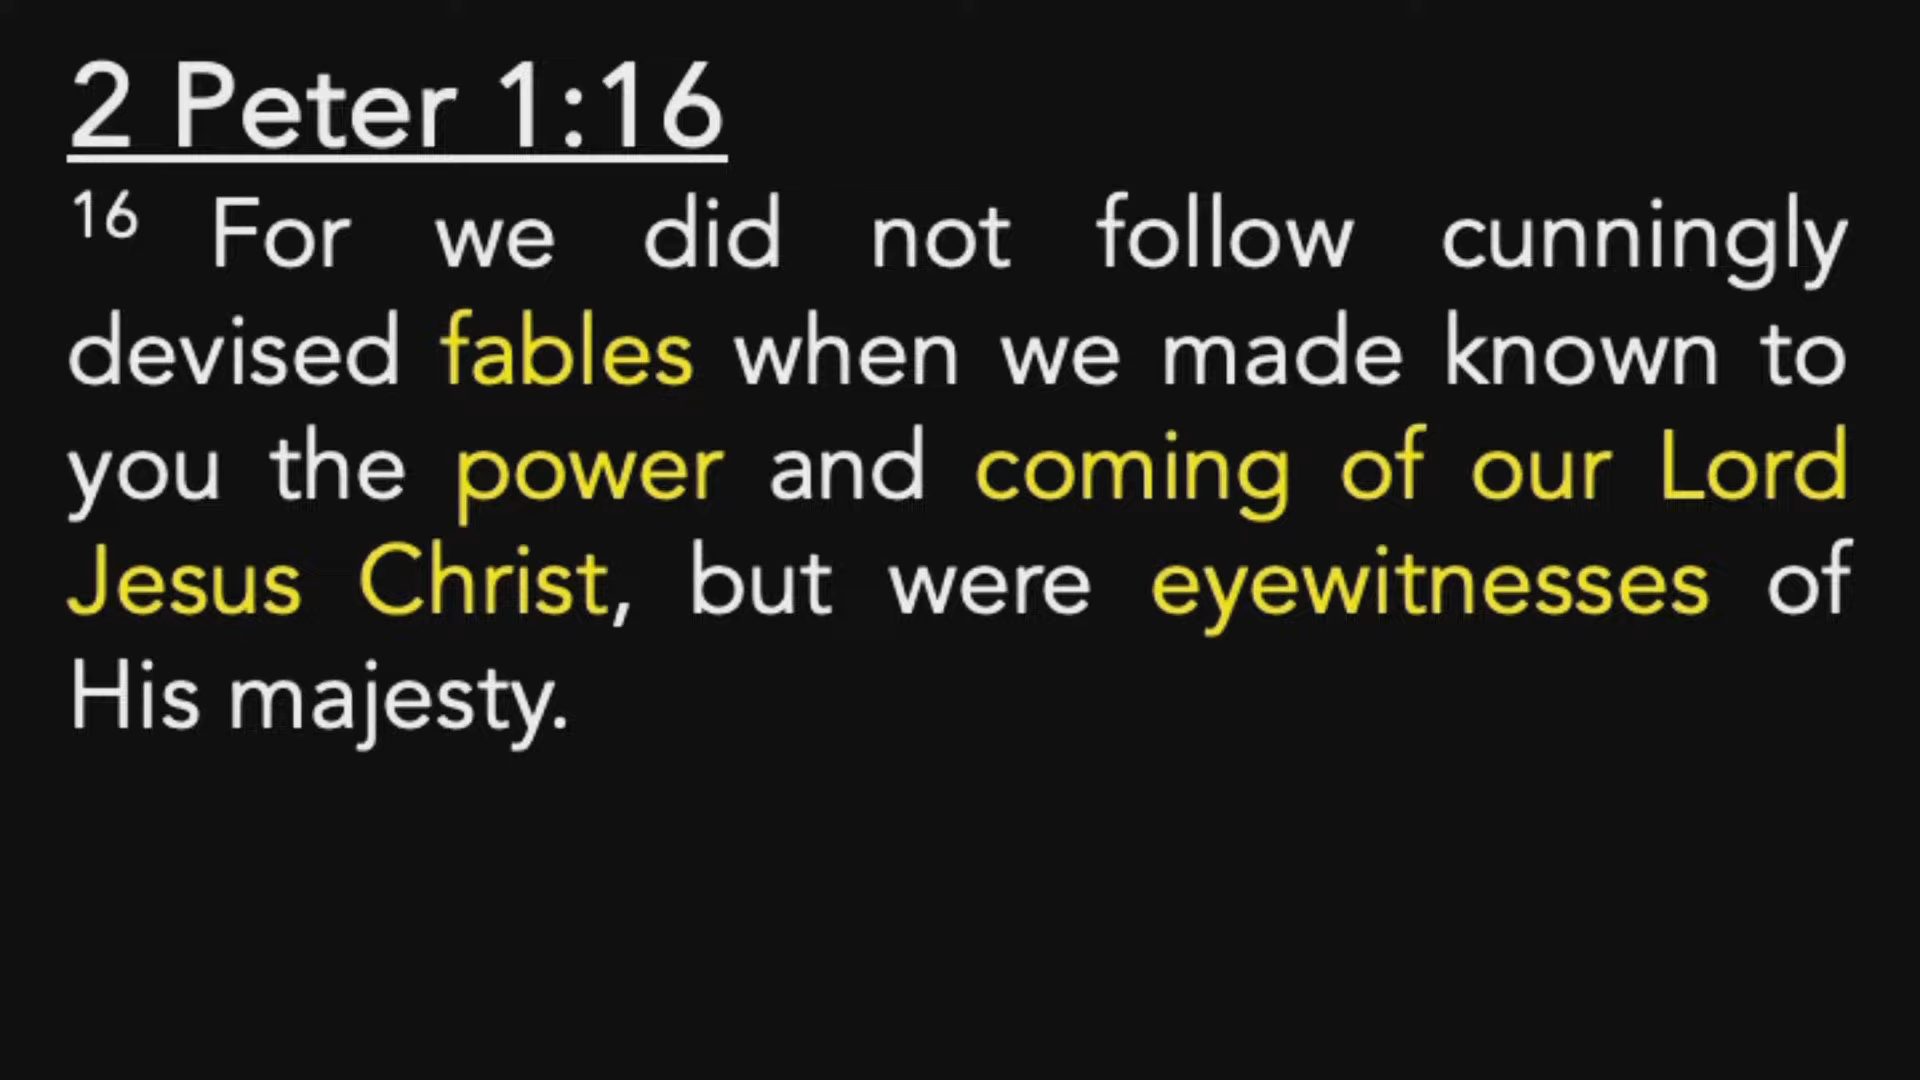 2 Peter 1:16
16 For we did not follow cunningly
devised fables when we made known to
you the power and coming of our Lord
Jesus Christ, but were eyewitnesses of
His majesty.